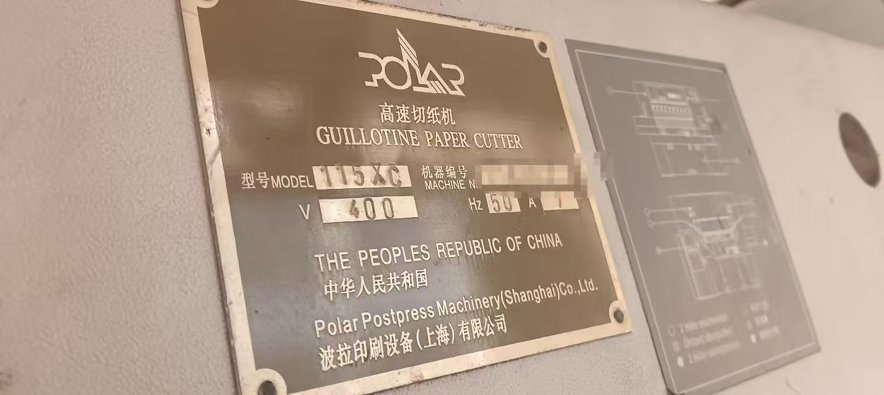 POLAR
高速切纸机
GUILLOTINE PAPER CUTTER
型号MODEL 115XC 机器编号 MACHINE N.
V 400 Hz 50 A 7
THE PEOPLES REPUBLIC OF CHINA
中华人民共和国
Polar Postpress Machinery(Shanghai)Co.,Ltd.
波拉印刷设备(上海)有限公司